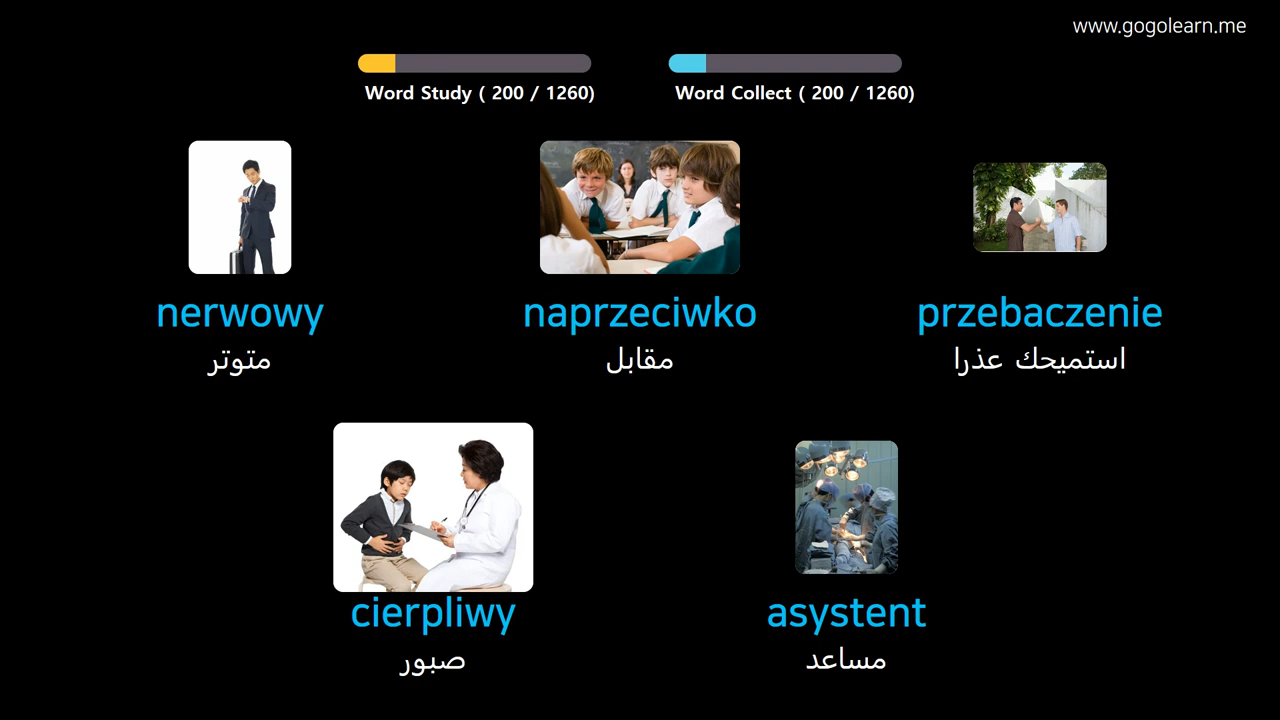 www.gogolearn.me
Word Study ( 200 / 1260)
Word Collect ( 200 / 1260)
nerwowy
متوتر
naprzeciwko
مقابل
przebaczenie
استميحك عذرا
cierpliwy
صبور
asystent
مساعد